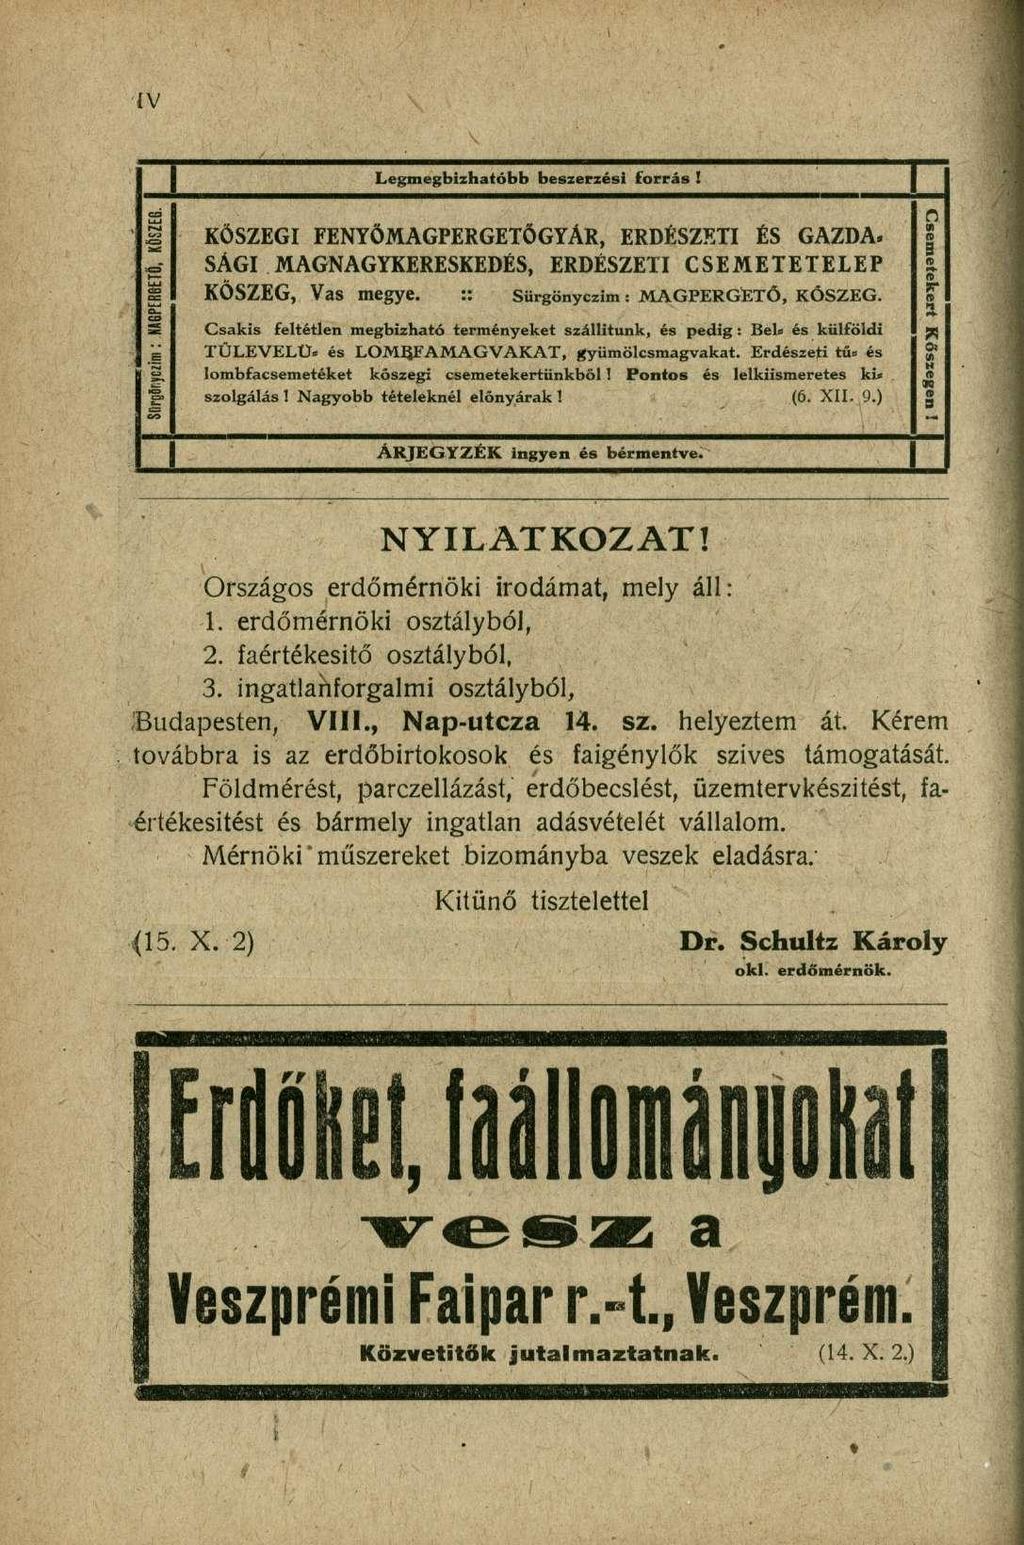 IV
Legmegbizhatóbb beszerzési forrás !
Sürgönyczim : MAGPERGETŐ, KŐSZEG.
KŐSZEGI FENYŐMAGPERGETŐGYÁR, ERDÉSZETI ÉS GAZDA-
SÁGI MAGNAGYKERESKEDÉS, ERDÉSZETI CSEMETETELEP
KŐSZEG, Vas megye. :: Sürgönyczim : MAGPERGETŐ, KŐSZEG.
Csakis feltétlen megbizható terményeket szállitunk, és pedig : Bel- és külföldi
TŰLEVELŰ- és LOMBFAMAGVAKAT, gyümölcsmagvakat. Erdészeti tű- és
lombfacsemetéket kőszegi csemetekertünkből ! Pontos és lelkiismeretes ki-
szolgálás ! Nagyobb tételeknél előnyárak ! (6. XII. 9.)
Csemetekert Kőszegen !
ÁRJEGYZÉK ingyen és bérmentve.
NYILATKOZAT!
Országos erdőmérnöki irodámat, mely áll :
1. erdőmérnöki osztályból,
2. faértékesitő osztályból,
3. ingatlanforgalmi osztályból,
Budapesten, VIII., Nap-utcza 14. sz. helyeztem át. Kérem
továbbra is az erdőbirtokosok és faigénylők szives támogatását.
Földmérést, parczellázást, erdőbecslést, üzemtervkészitést, fa-
értékesitést és bármely ingatlan adásvételét vállalom.
Mérnöki műszereket bizományba veszek eladásra.
Kitünő tisztelettel
(15. X. 2) Dr. Schultz Károly
okl. erdőmérnök.
Erdőket, faállományokat
vesz a
Veszprémi Faipar r.-t., Veszprém.
Közvetitők jutalmaztatnak. (14. X. 2.)